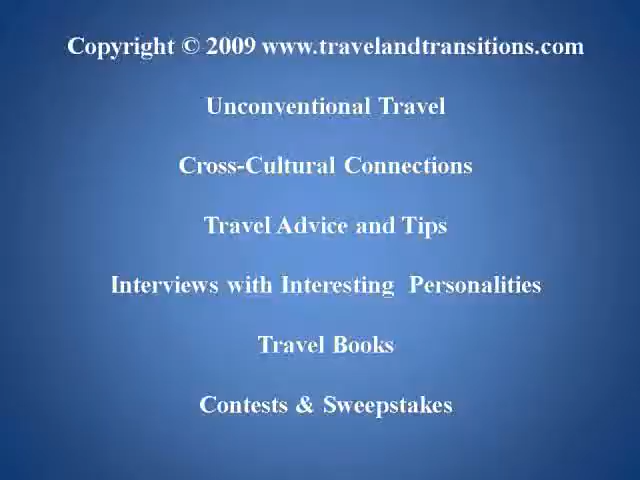 Copyright © 2009 www.travelandtransitions.com
Unconventional Travel
Cross-Cultural Connections
Travel Advice and Tips
Interviews with Interesting  Personalities
Travel Books
Contests & Sweepstakes